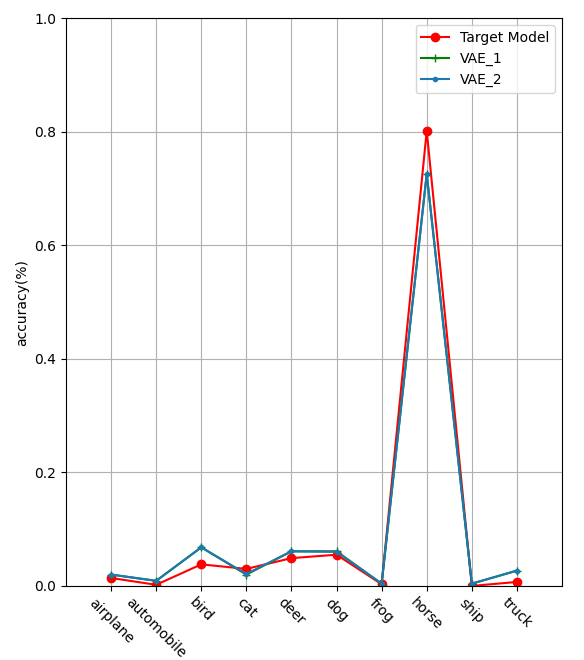 1.0
0.8
0.6
0.4
0.2
0.0
accuracy(%)
Target Model
VAE_1
VAE_2
airplane
automobile
bird
cat
deer
dog
frog
horse
ship
truck